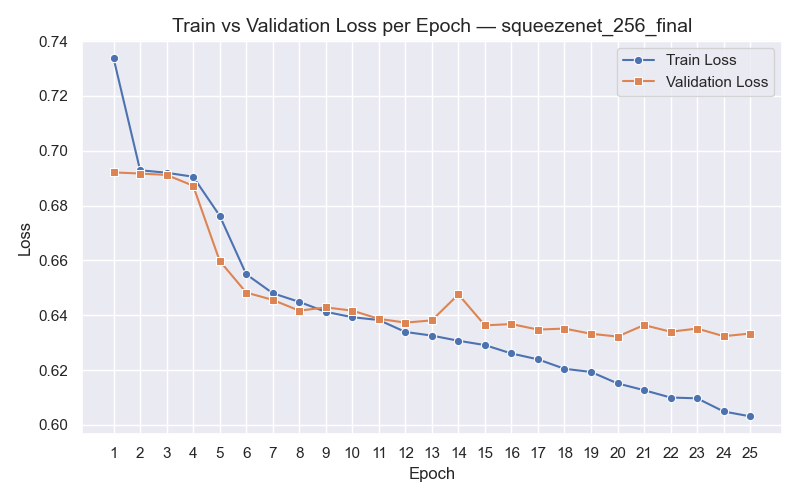 Train vs Validation Loss per Epoch — squeezenet_256_final
Train Loss
Validation Loss
Loss
0.74
0.72
0.70
0.68
0.66
0.64
0.62
0.60
1 2 3 4 5 6 7 8 9 10 11 12 13 14 15 16 17 18 19 20 21 22 23 24 25
Epoch